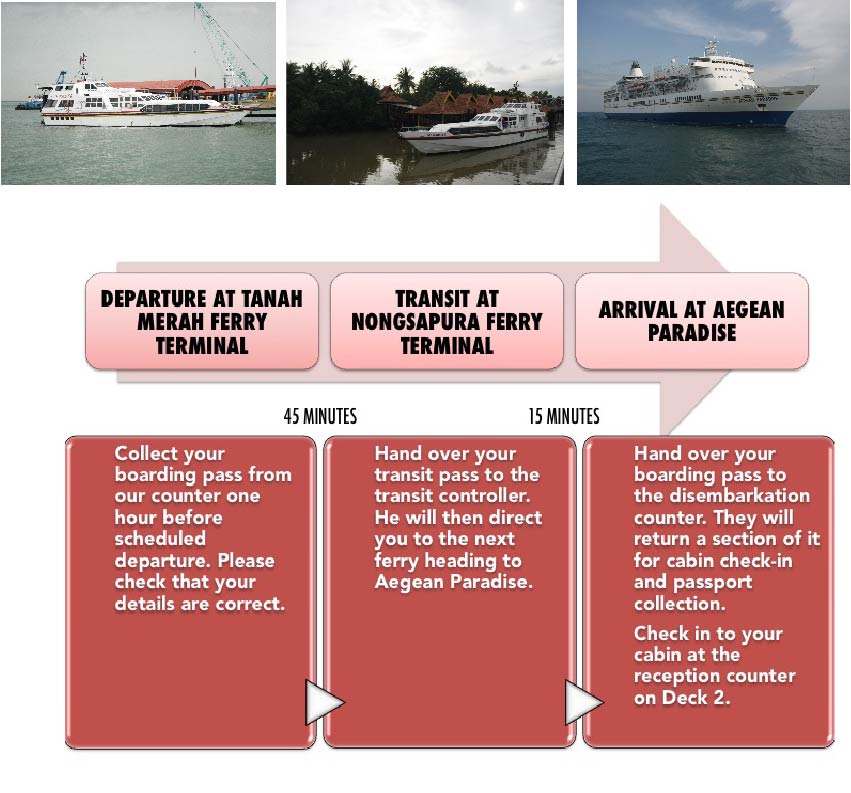 DEPARTURE AT TANAH
MERAH FERRY
TERMINAL
TRANSIT AT
NONGSAPURA FERRY
TERMINAL
ARRIVAL AT AEGEAN
PARADISE
45 MINUTES
15 MINUTES
Collect your
boarding pass from
our counter one
hour before
scheduled
departure. Please
check that your
details are correct.
Hand over your
transit pass to the
transit controller.
He will then direct
you to the next
ferry heading to
Aegean Paradise.
Hand over your
boarding pass to
the disembarkation
counter. They will
return a section of it
for cabin check-in
and passport
collection.
Check in to your
cabin at the
reception counter
on Deck 2.